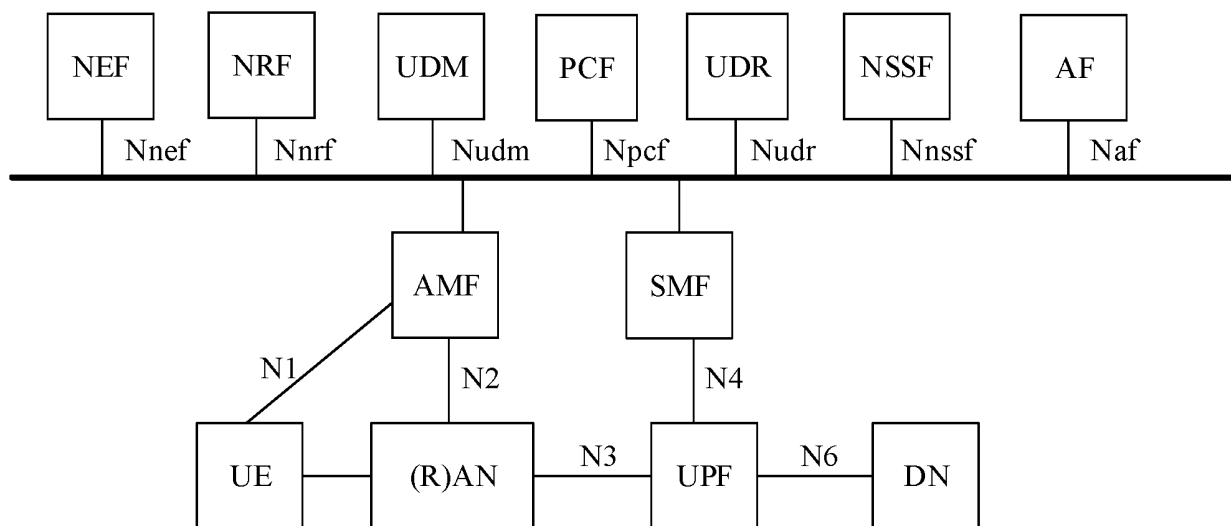 NEF NRF UDM PCF UDR NSSF AF
Nnef Nnrf Nudm Npcf Nudr Nnssf Naf
AMF SMF
N1 N2 N4
UE (R)AN N3 UPF N6 DN